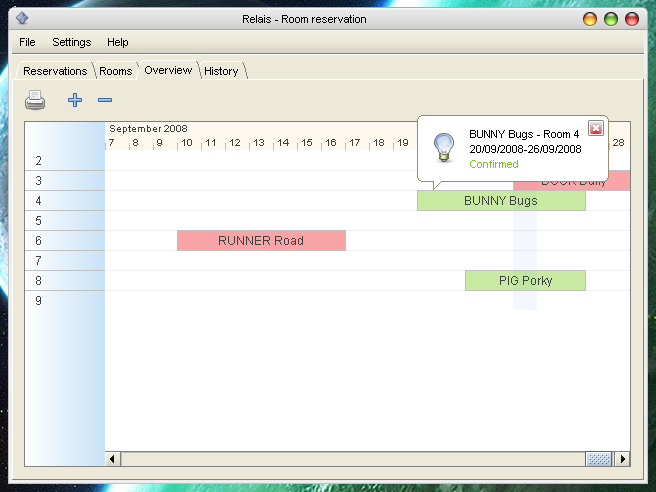 Relais - Room reservation
File Settings Help
Reservations Rooms Overview History
September 2008
7 8 9 10 11 12 13 14 15 16 17 18 19 28
BUNNY Bugs - Room 4
20/09/2008-26/09/2008
Confirmed
2
3
4 BUNNY Bugs
5
6 RUNNER Road
7
8 PIG Porky
9